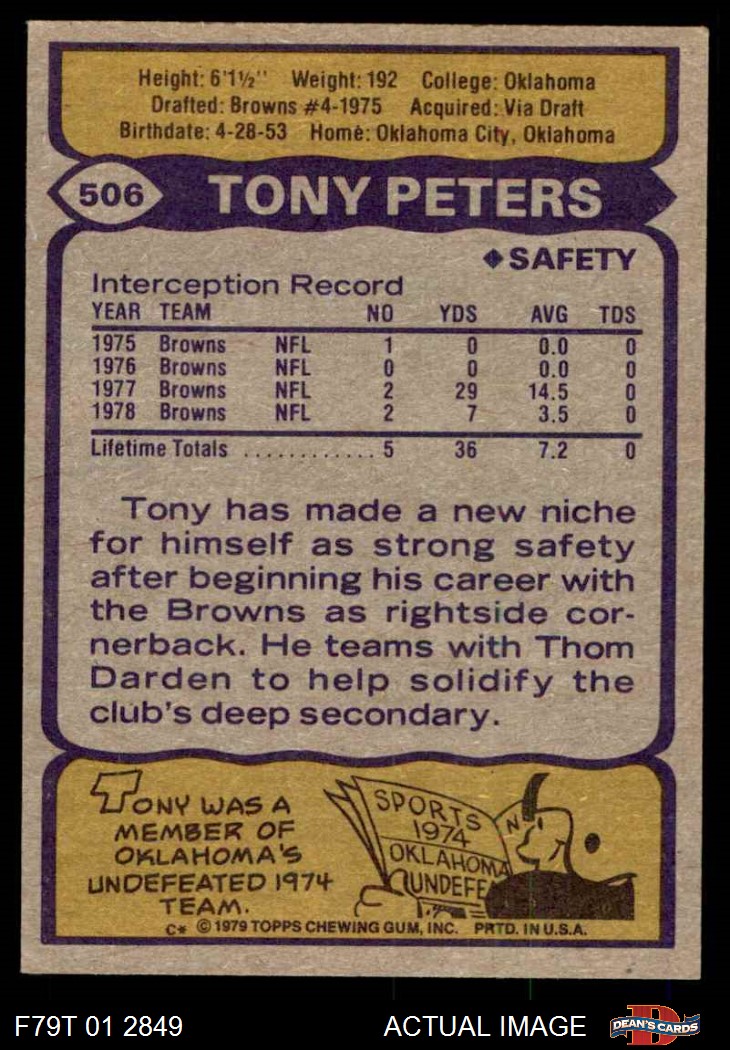 Height: 6'1½" Weight: 192 College: Oklahoma
Drafted: Browns #4-1975 Acquired: Via Draft
Birthdate: 4-28-53 Home: Oklahoma City, Oklahoma
506 TONY PETERS
◆SAFETY
Interception Record
YEAR TEAM NO YDS AVG TDS
1975 Browns NFL 1 0 0.0 0
1976 Browns NFL 0 0 0.0 0
1977 Browns NFL 2 29 14.5 0
1978 Browns NFL 2 7 3.5 0
Lifetime Totals ............ 5 36 7.2 0
Tony has made a new niche
for himself as strong safety
after beginning his career with
the Browns as rightside cor-
nerback. He teams with Thom
Darden to help solidify the
club's deep secondary.
TONY WAS A
MEMBER OF
OKLAHOMA'S
UNDEFEATED 1974
TEAM.
SPORTS
1974
OKLAHOMA
UNDEFE
C* © 1979 TOPPS CHEWING GUM, INC. PRTD. IN U.S.A.
F79T 01 2849 ACTUAL IMAGE
D
DEAN'S CARDS